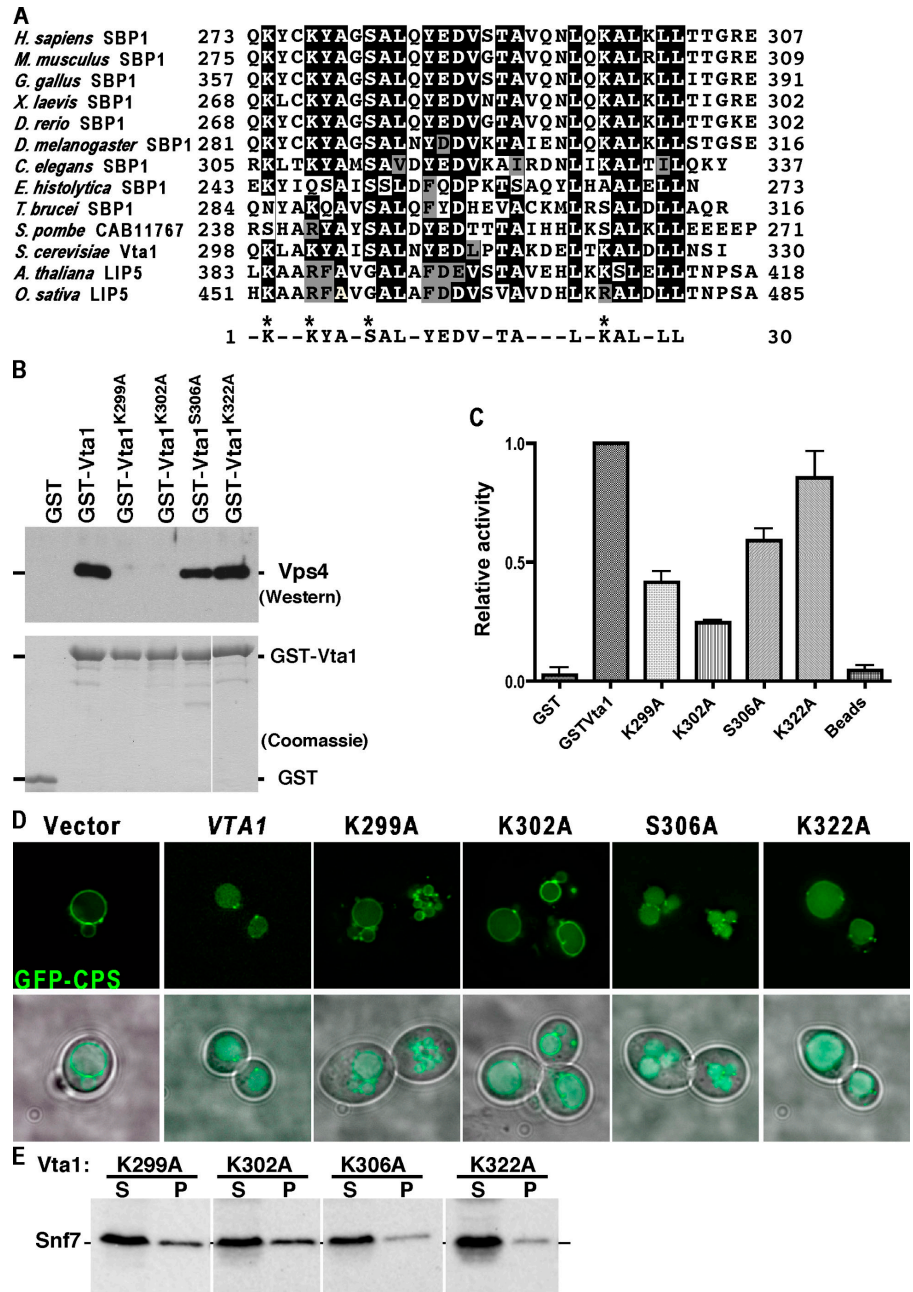 A
H. sapiens SBP1 273 QKYCKYAGSALQYEDVSTAVQNLQKALKLLTTGRE 307
M. musculus SBP1 275 QKYCKYAGSALQYEDVGTAVQNLQKALRLLTTGRE 309
G. gallus SBP1 357 QKYCKYAGSALQYEDVGTAVQNLQKALKLLITGRE 391
X. laevis SBP1 268 QKLCKYAGSALQYEDVNTAVQNLQKALKLLTIGRE 302
D. rerio SBP1 268 QKYCKYAGSALQYEDVGTAVQNLQKALKLLTTGKE 302
D. melanogaster SBP1 281 QKYCKYAGSALNYDDVKTAIENLQKALKLLSTGSE 316
C. elegans SBP1 305 RKLTKYAMSAVDYEDVKAIRDNLIKALTILQKY 337
E. histolytica SBP1 243 EKYIQSAISSLDFQDPKTSAQYLHAALELLN 273
T. brucei SBP1 284 QNYAKQAVSALQFYDHEVACKMLRSALDLLAQR 316
S. pombe CAB11767 238 RSHARYAYSALDYEDTTTAIHHLKSALKLLEEEEP 271
S. cerevisiae Vta1 298 QKLAKYAISALDYEDLPTAKDELTKALDLLNSI 330
A. thaliana LIP5 383 LKAARFAVGALAFDEVSTAVEHLKKSLELLTNPSA 418
O. sativa LIP5 451 HKAARFAVGALAFDDVSVAVDHLKRALDLLTNPSA 485
* * * *
1 -K--KYA-SAL-YEDV-TA---L-KAL-LL 30
B
GST
GST-Vta1
GST-Vta1K299A
GST-Vta1K302A
GST-Vta1S306A
GST-Vta1K322A
Vps4
(Western)
GST-Vta1
(Coomassie)
GST
C
Relative activity
1.0
0.5
0.0
GST
GSTVta1
K299A
K302A
S306A
K322A
Beads
D Vector VTA1 K299A K302A S306A K322A
GFP-CPS
E Vta1: K299A K302A K306A K322A
S P S P S P S P
Snf7